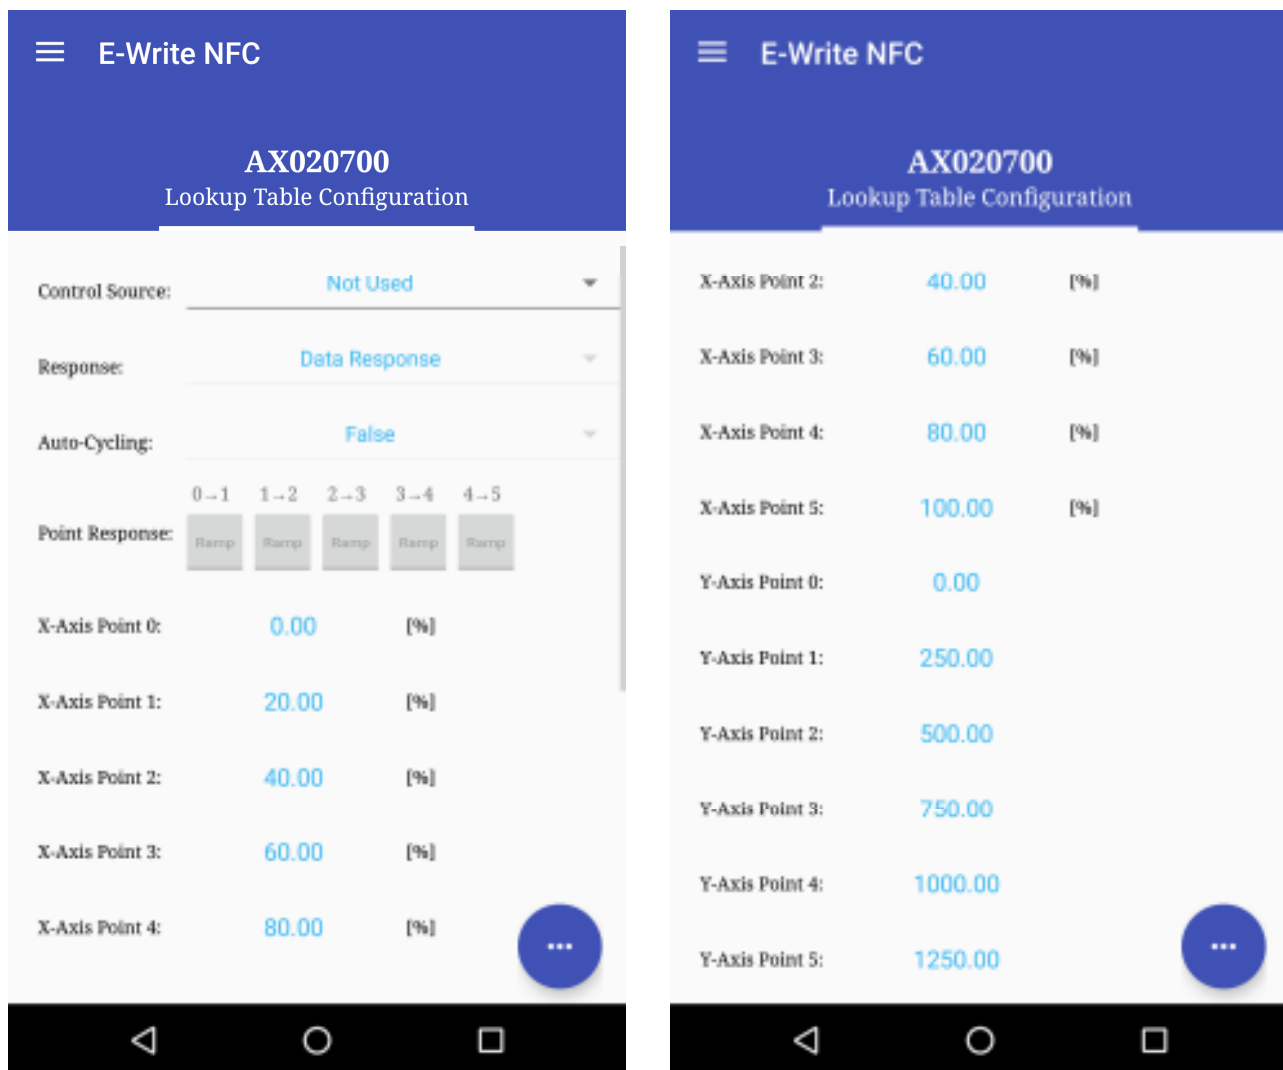 E-Write NFC
AX020700
Lookup Table Configuration
Control Source: Not Used
Response: Data Response
Auto-Cycling: False
0→1 1→2 2→3 3→4 4→5
Point Response: Ramp Ramp Ramp Ramp Ramp
X-Axis Point 0: 0.00 [%]
X-Axis Point 1: 20.00 [%]
X-Axis Point 2: 40.00 [%]
X-Axis Point 3: 60.00 [%]
X-Axis Point 4: 80.00 [%]
E-Write NFC
AX020700
Lookup Table Configuration
X-Axis Point 2: 40.00 [%]
X-Axis Point 3: 60.00 [%]
X-Axis Point 4: 80.00 [%]
X-Axis Point 5: 100.00 [%]
Y-Axis Point 0: 0.00
Y-Axis Point 1: 250.00
Y-Axis Point 2: 500.00
Y-Axis Point 3: 750.00
Y-Axis Point 4: 1000.00
Y-Axis Point 5: 1250.00